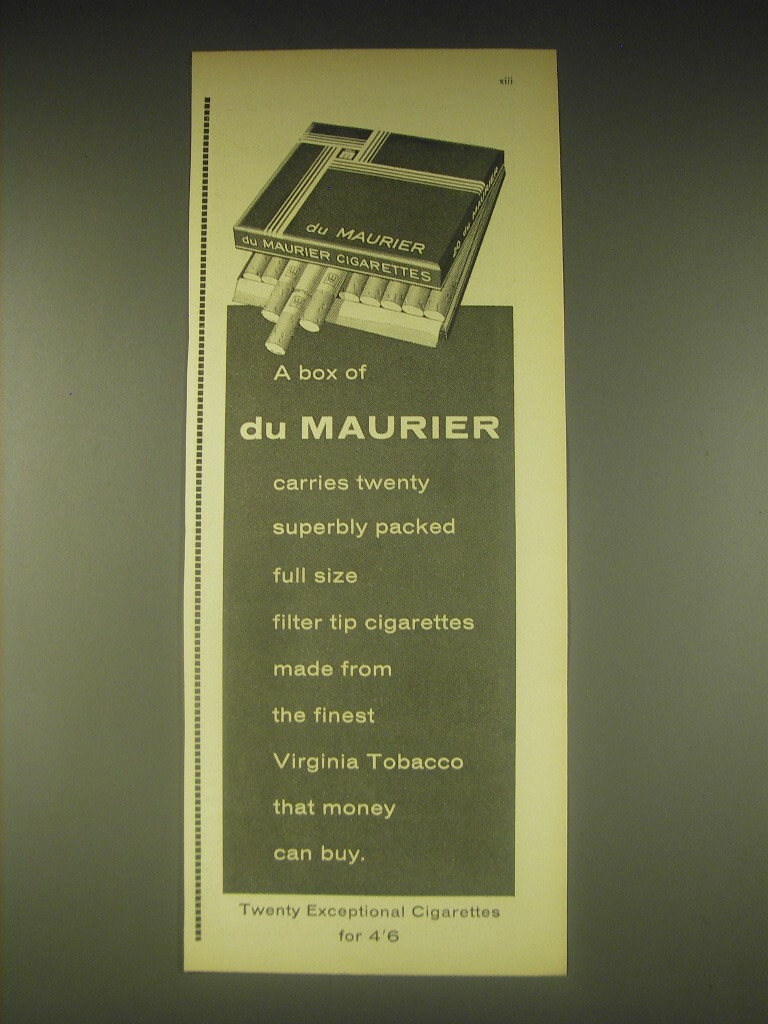 xiii
du MAURIER
du MAURIER CIGARETTES
20 du MAURIER
A box of
du MAURIER
carries twenty
superbly packed
full size
filter tip cigarettes
made from
the finest
Virginia Tobacco
that money
can buy.
Twenty Exceptional Cigarettes
for 4'6